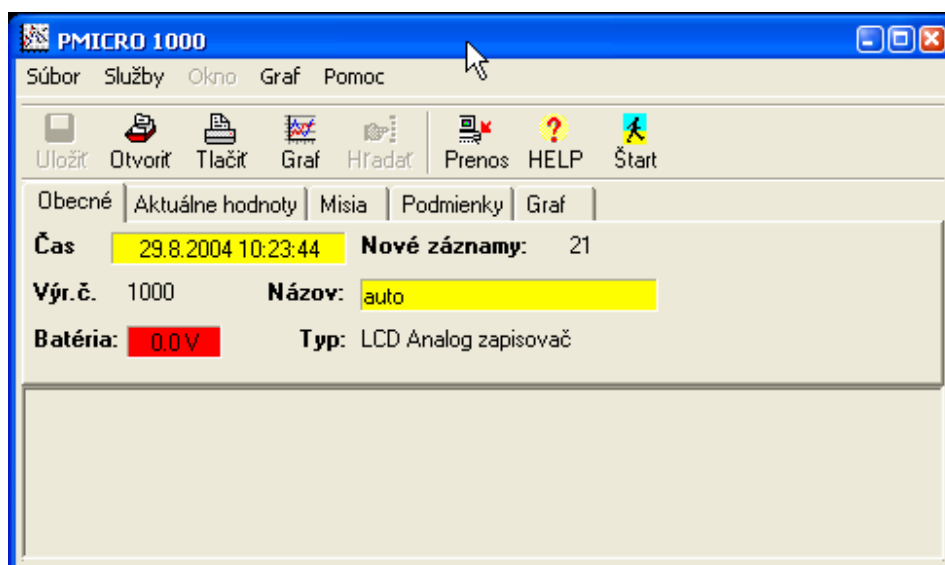 PMICRO 1000
Súbor Služby Okno Graf Pomoc
Uložiť Otvoriť Tlačiť Graf Hľadať Prenos HELP Štart
Obecné Aktuálne hodnoty Misia Podmienky Graf
Čas 29.8.2004 10:23:44 Nové záznamy: 21
Výr.č. 1000 Názov: auto
Batéria: 0.0 V Typ: LCD Analog zapisovač